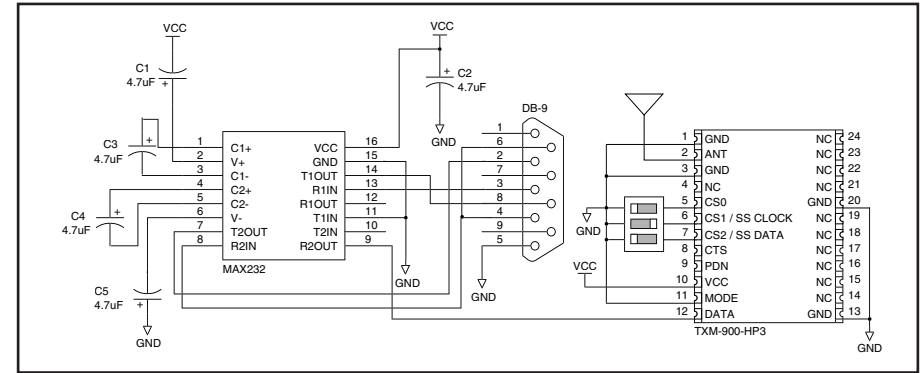 VCC
C1
4.7uF
+
VCC
+
C2
4.7uF
GND
C3
4.7uF
+
C4
4.7uF
+
C5
4.7uF
+
GND
1 C1+ VCC 16
2 V+ GND 15
3 C1- T1OUT 14
4 C2+ R1IN 13
5 C2- R1OUT 12
6 V- T1IN 11
7 T2OUT T2IN 10
8 R2IN R2OUT 9
MAX232
GND
DB-9
1
6
2
7
3
8
4
9
5
GND
GND
VCC
1 GND NC 24
2 ANT NC 23
3 GND NC 22
4 NC NC 21
5 CS0 GND 20
6 CS1 / SS CLOCK NC 19
7 CS2 / SS DATA NC 18
8 CTS NC 17
9 PDN NC 16
10 VCC NC 15
11 MODE NC 14
12 DATA GND 13
TXM-900-HP3
GND